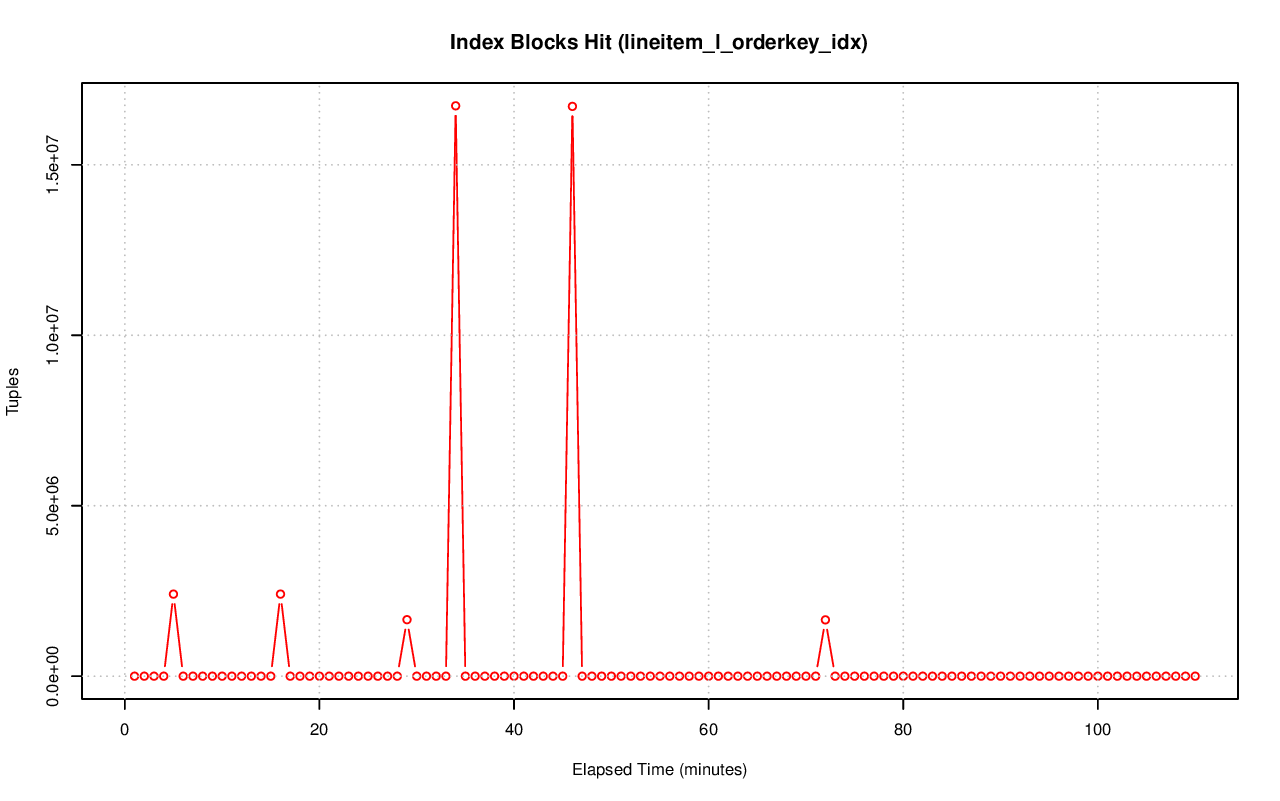 Index Blocks Hit (lineitem_l_orderkey_idx)
Tuples
1.5e+07
1.0e+07
5.0e+06
0.0e+00
0 20 40 60 80 100
Elapsed Time (minutes)